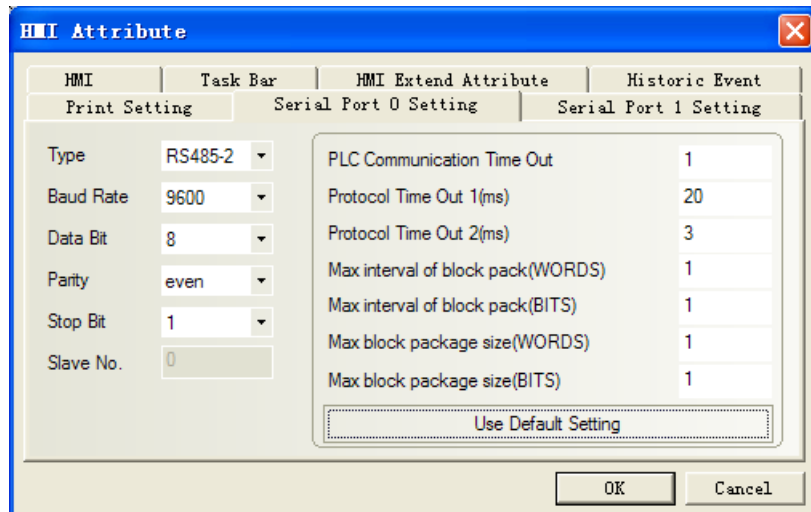 HMI Attribute
HMI Task Bar HMI Extend Attribute Historic Event
Print Setting Serial Port 0 Setting Serial Port 1 Setting
Type RS485-2
Baud Rate 9600
Data Bit 8
Parity even
Stop Bit 1
Slave No. 0
PLC Communication Time Out 1
Protocol Time Out 1(ms) 20
Protocol Time Out 2(ms) 3
Max interval of block pack(WORDS) 1
Max interval of block pack(BITS) 1
Max block package size(WORDS) 1
Max block package size(BITS) 1
Use Default Setting
OK Cancel